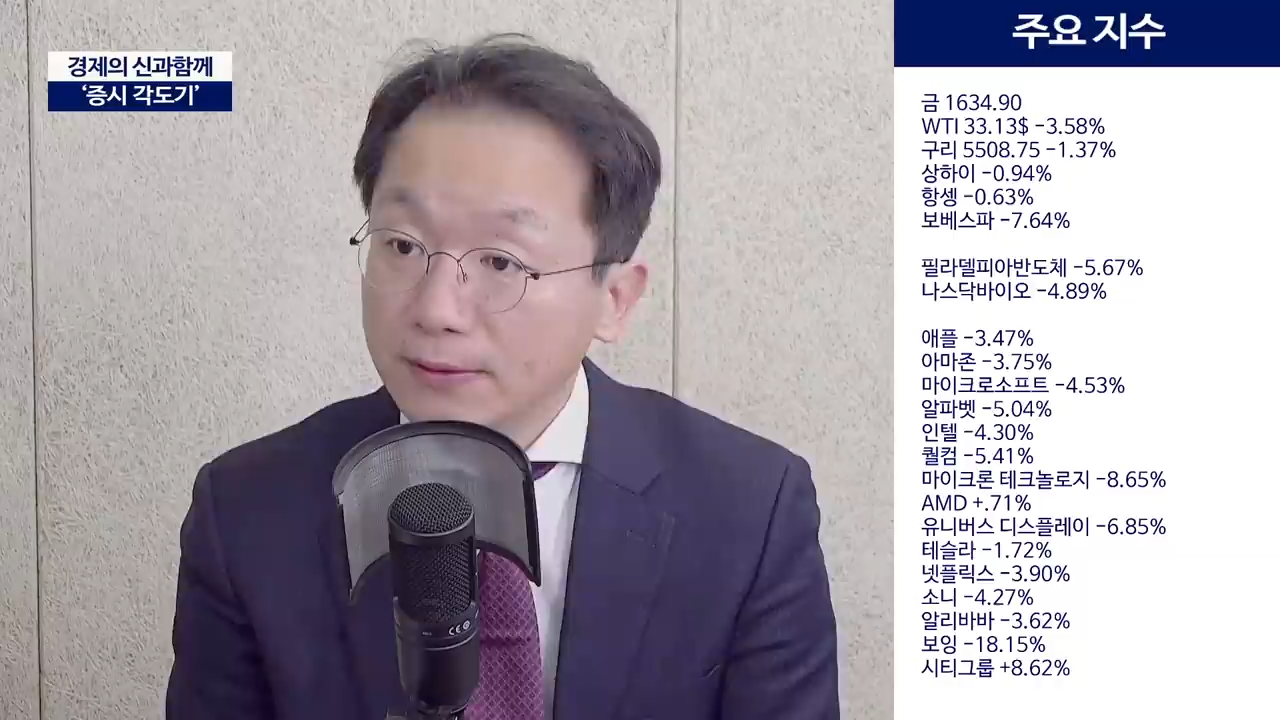 경제의 신과함께
‘증시 각도기’
주요 지수
금 1634.90
WTI 33.13$ -3.58%
구리 5508.75 -1.37%
상하이 -0.94%
항셍 -0.63%
보베스파 -7.64%
필라델피아반도체 -5.67%
나스닥바이오 -4.89%
애플 -3.47%
아마존 -3.75%
마이크로소프트 -4.53%
알파벳 -5.04%
인텔 -4.30%
퀄컴 -5.41%
마이크론 테크놀로지 -8.65%
AMD +.71%
유니버스 디스플레이 -6.85%
테슬라 -1.72%
넷플릭스 -3.90%
소니 -4.27%
알리바바 -3.62%
보잉 -18.15%
시티그룹 +8.62%
CE